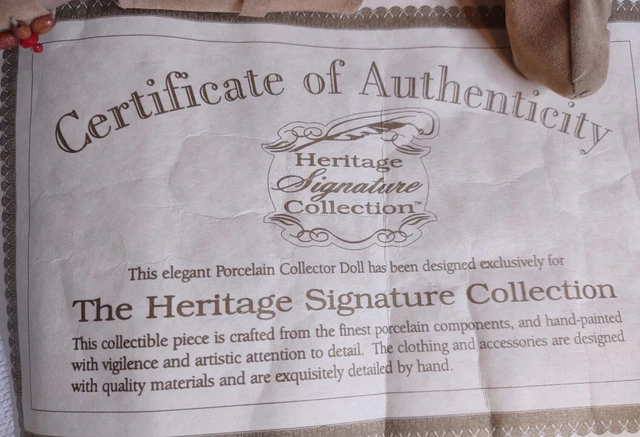 Certificate of Authenticity
Heritage
Signature
Collection™
This elegant Porcelain Collector Doll has been designed exclusively for
The Heritage Signature Collection
This collectible piece is crafted from the finest porcelain components, and hand-painted
with vigilence and artistic attention to detail. The clothing and accessories are designed
with quality materials and are exquisitely detailed by hand.